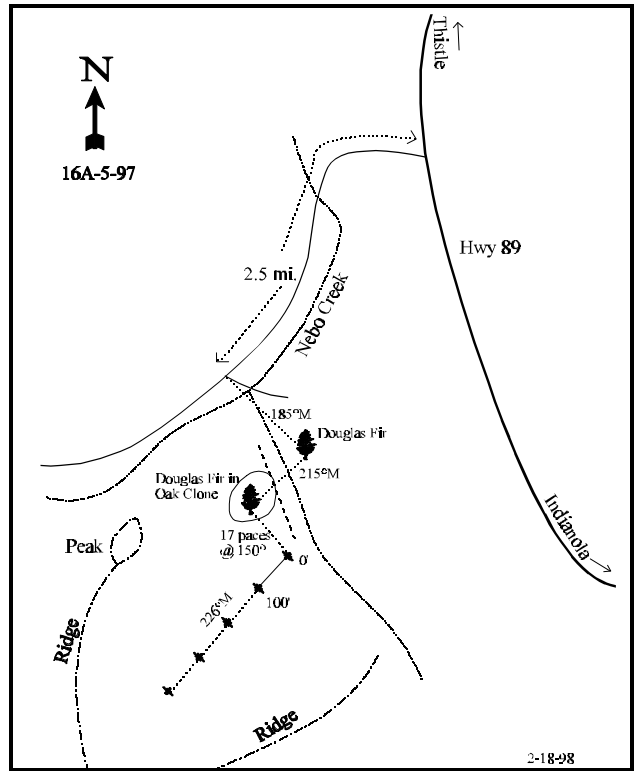 Thistle
N
16A-5-97
Hwy 89
2.5 mi.
Nebo Creek
185°M
Douglas Fir
215°M
Douglas Fir in
Oak Clone
17 paces
@ 150°
0'
Peak
Indianola
100'
226°M
Ridge
Ridge
2-18-98